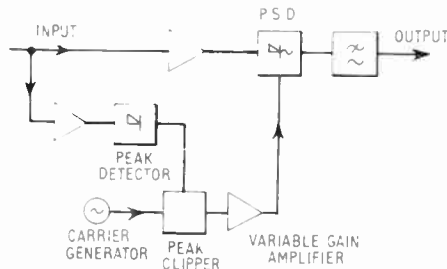 PSD
INPUT
OUTPUT
PEAK
DETECTOR
CARRIER
GENERATOR
PEAK
CLIPPER
VARIABLE GAIN
AMPLIFIER